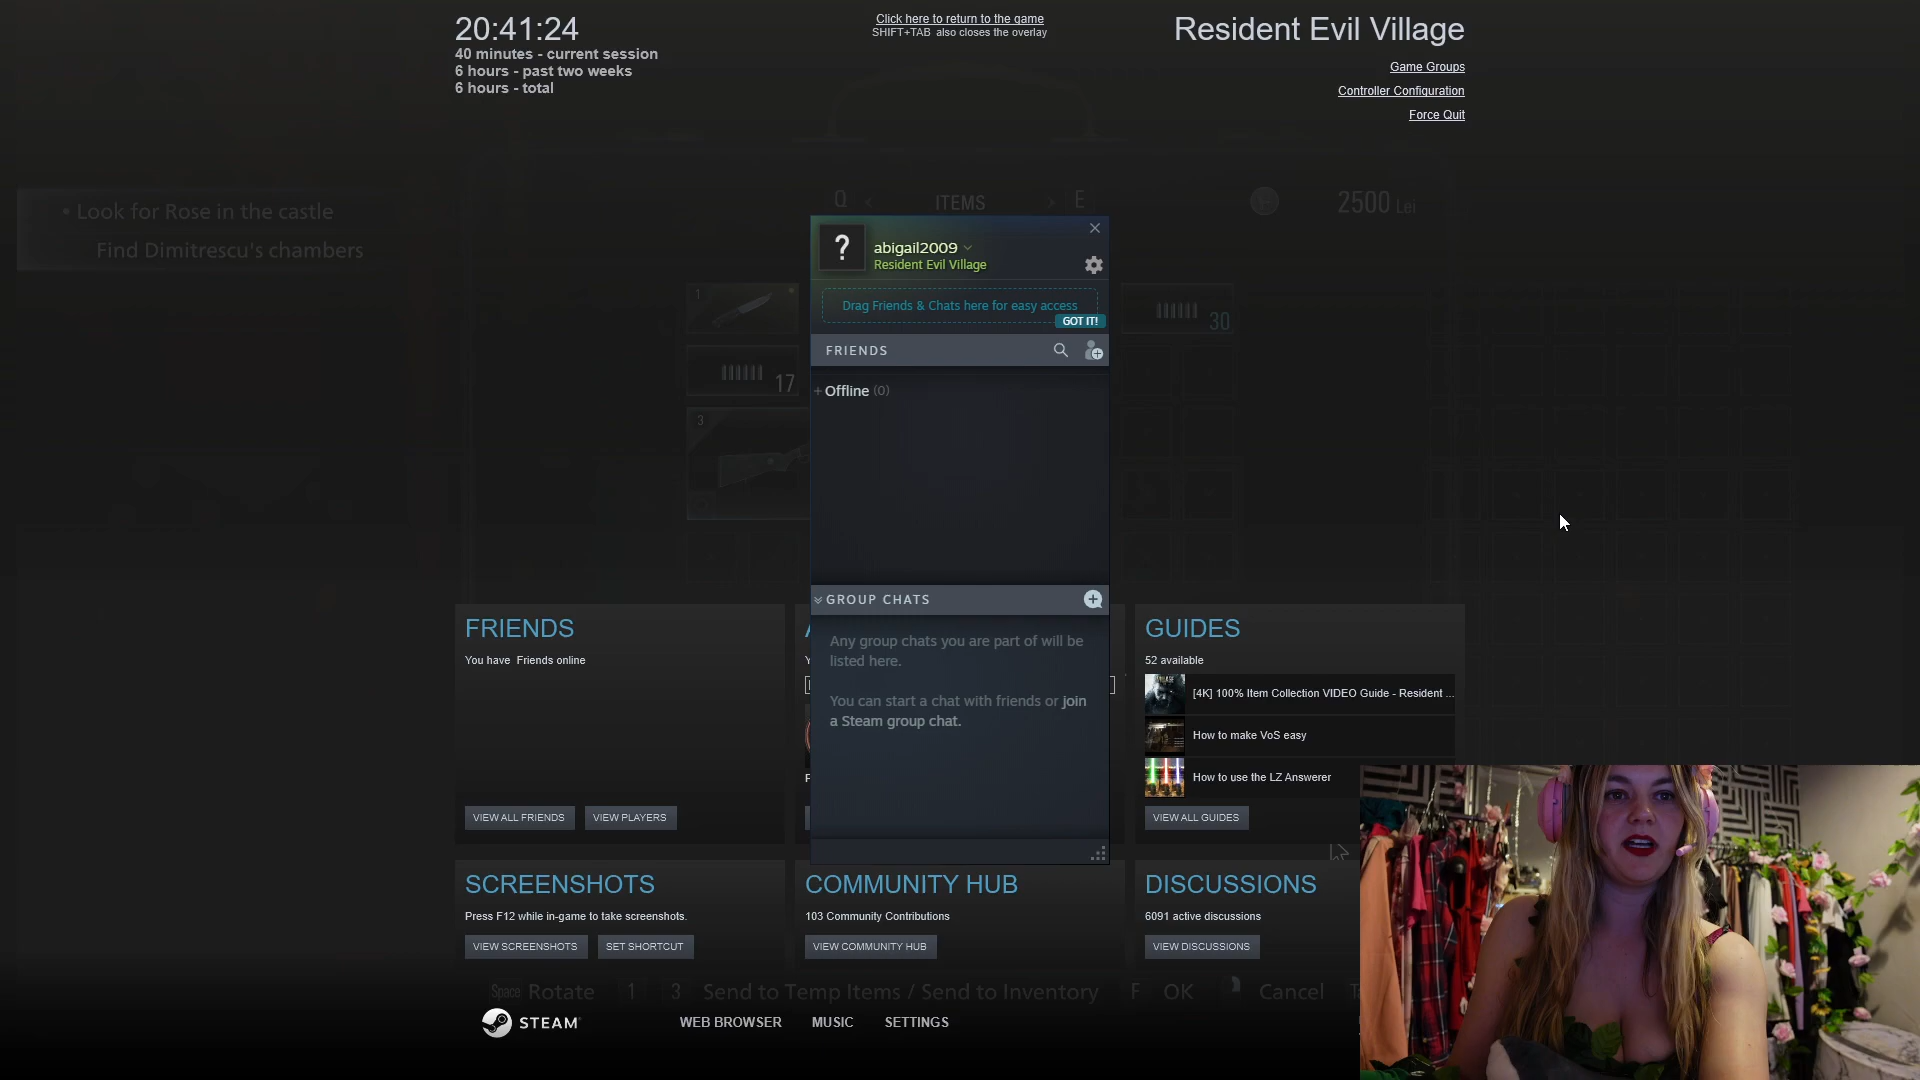 20:41:24
40 minutes - current session
6 hours - past two weeks
6 hours - total
Click here to return to the game
SHIFT+TAB also closes the overlay
Resident Evil Village
Game Groups
Controller Configuration
Force Quit
• Look for Rose in the castle
Find Dimitrescu's chambers
Q < ITEMS > E
2500 Lei
1
30
17
3
?
abigail2009
Resident Evil Village
Drag Friends & Chats here for easy access
GOT IT!
FRIENDS
+ Offline (0)
GROUP CHATS
Any group chats you are part of will be
listed here.
You can start a chat with friends or join
a Steam group chat.
FRIENDS
You have Friends online
VIEW ALL FRIENDS
VIEW PLAYERS
GUIDES
52 available
[4K] 100% Item Collection VIDEO Guide - Resident ...
How to make VoS easy
How to use the LZ Answerer
VIEW ALL GUIDES
SCREENSHOTS
Press F12 while in-game to take screenshots.
VIEW SCREENSHOTS
SET SHORTCUT
COMMUNITY HUB
103 Community Contributions
VIEW COMMUNITY HUB
DISCUSSIONS
6091 active discussions
VIEW DISCUSSIONS
Space Rotate 1 3 Send to Temp Items / Send to Inventory F OK Cancel
STEAM
WEB BROWSER
MUSIC
SETTINGS